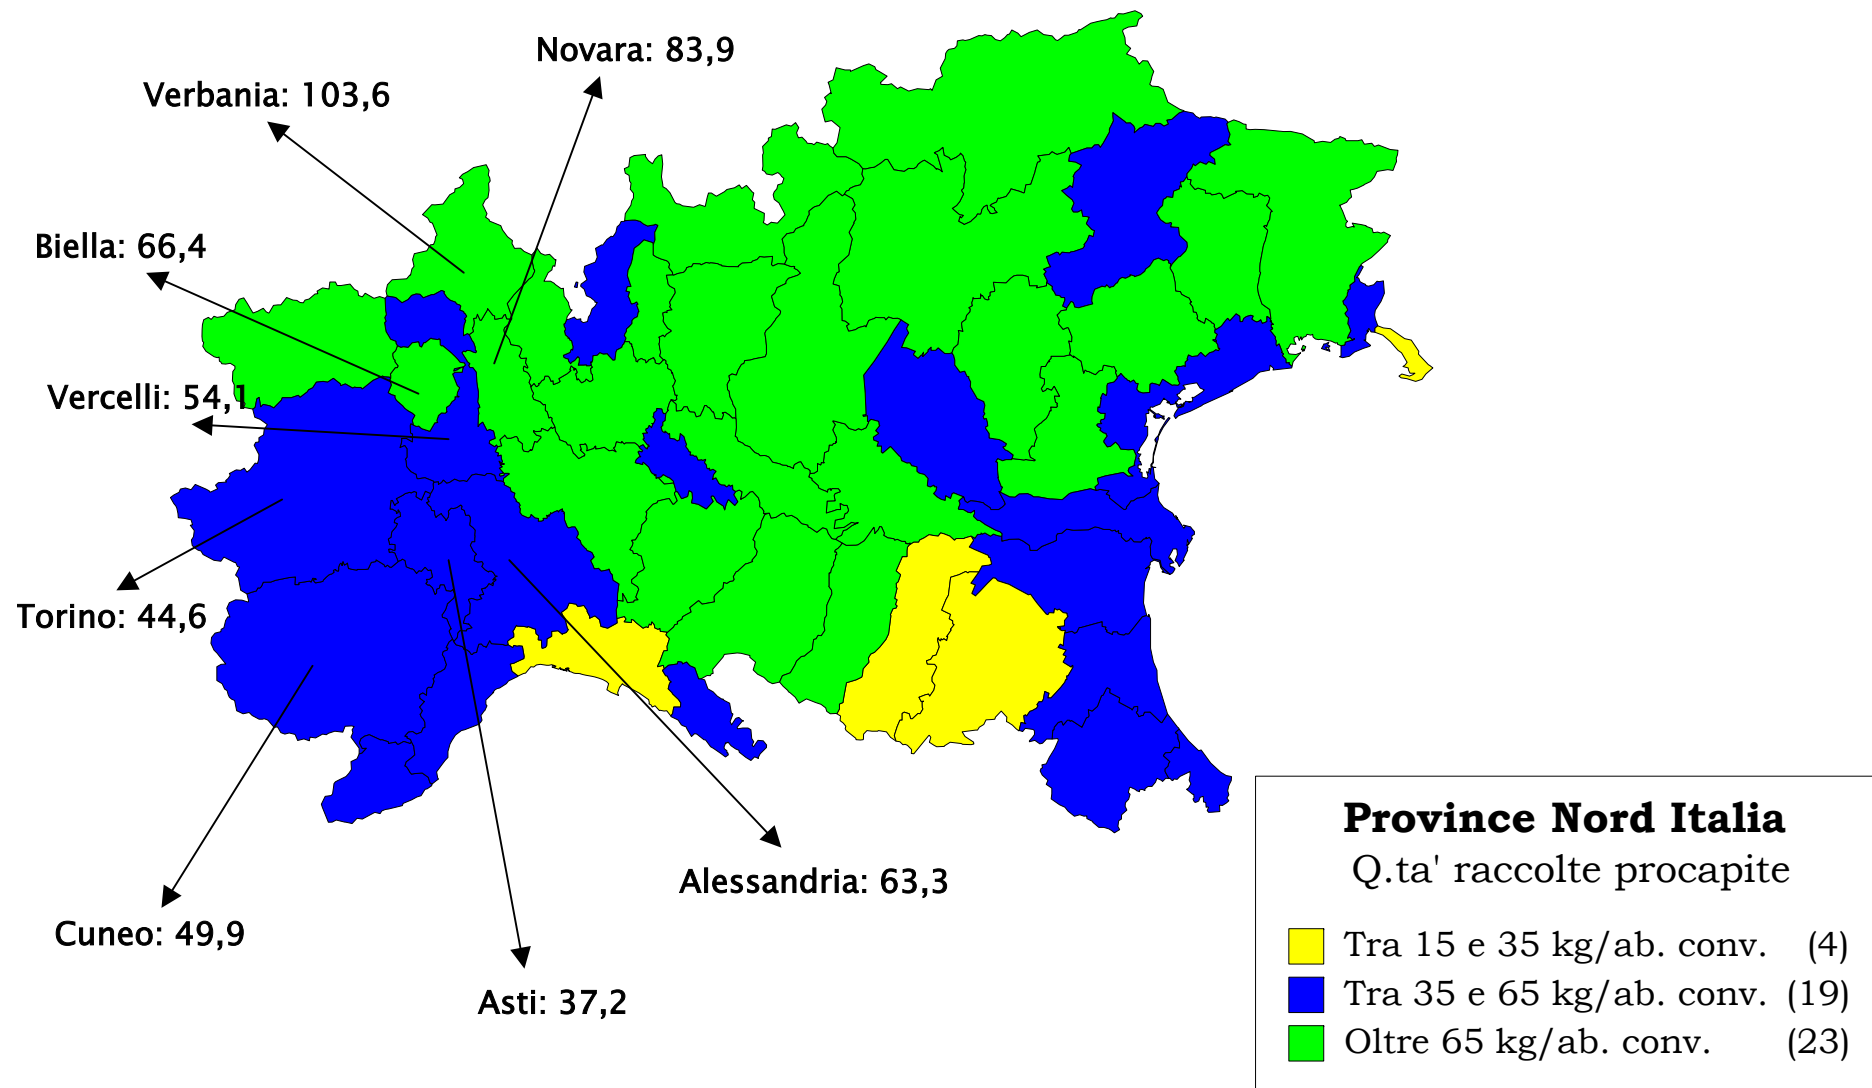 Novara: 83,9
Verbania: 103,6
Biella: 66,4
Vercelli: 54,1
Torino: 44,6
Alessandria: 63,3
Cuneo: 49,9
Asti: 37,2
Province Nord Italia
Q.ta' raccolte procapite
Tra 15 e 35 kg/ab. conv. (4)
Tra 35 e 65 kg/ab. conv. (19)
Oltre 65 kg/ab. conv. (23)